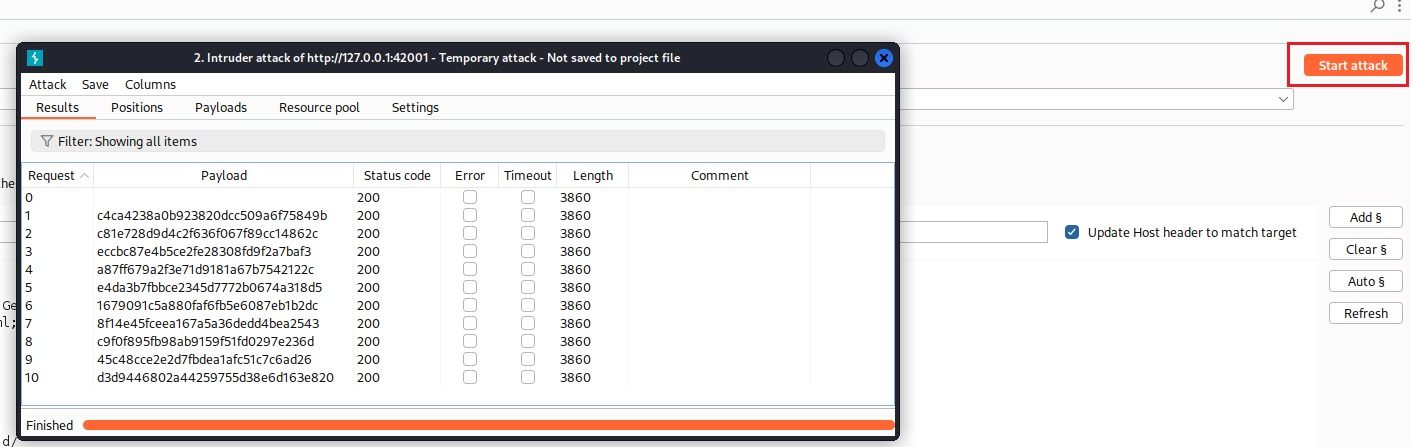 2. Intruder attack of http://127.0.0.1:42001 - Temporary attack - Not saved to project file
Start attack
Attack Save Columns
Results Positions Payloads Resource pool Settings
Filter: Showing all items
Request Payload Status code Error Timeout Length Comment
0 200 3860
1 c4ca4238a0b923820dcc509a6f75849b 200 3860
2 c81e728d9d4c2f636f067f89cc14862c 200 3860
3 eccbc87e4b5ce2fe28308fd9f2a7baf3 200 3860
4 a87ff679a2f3e71d9181a67b7542122c 200 3860
5 e4da3b7fbbce2345d7772b0674a318d5 200 3860
6 1679091c5a880faf6fb5e6087eb1b2dc 200 3860
7 8f14e45fceea167a5a36dedd4bea2543 200 3860
8 c9f0f895fb98ab9159f51fd0297e236d 200 3860
9 45c48cce2e2d7fbdea1afc51c7c6ad26 200 3860
10 d3d9446802a44259755d38e6d163e820 200 3860
Finished
the
Ge
nl;
d/
Update Host header to match target
Add §
Clear §
Auto §
Refresh